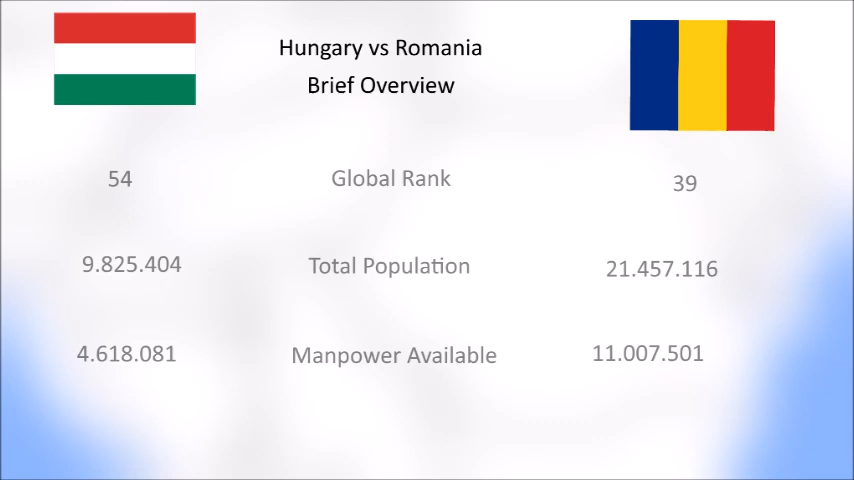 Hungary vs Romania
Brief Overview
54 Global Rank 39
9.825.404 Total Population 21.457.116
4.618.081 Manpower Available 11.007.501